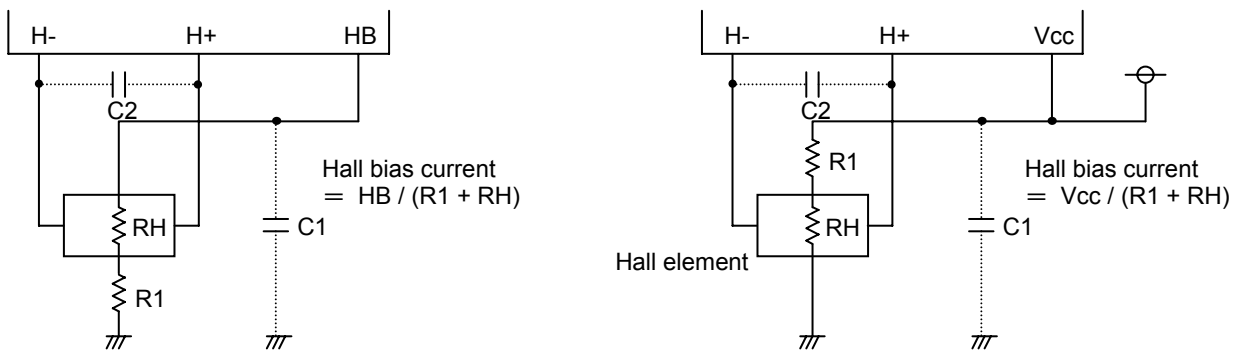 H- H+ HB
C2
Hall bias current
= HB / (R1 + RH)
RH
C1
R1
H- H+ Vcc
C2
R1
Hall bias current
= Vcc / (R1 + RH)
RH
C1
Hall element